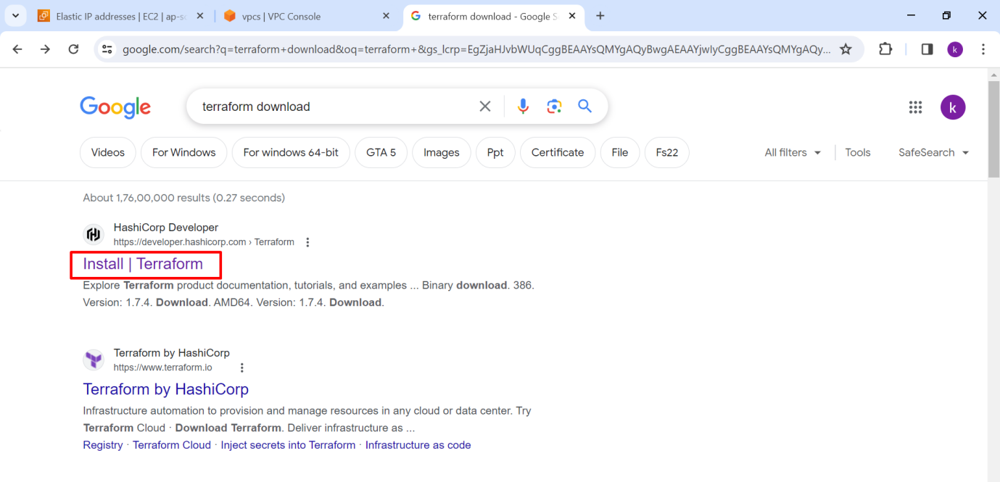 Elastic IP addresses | EC2 | ap-so
vpcs | VPC Console
terraform download - Google S
google.com/search?q=terraform+download&oq=terraform+&gs_lcrp=EgZjaHJvbWUqCggBEAAYsQMYgAQyBwgAEAAYjwIyCggBEAAYsQMYgAQy...
k
Google
terraform download
k
Videos
For Windows
For windows 64-bit
GTA 5
Images
Ppt
Certificate
File
Fs22
All filters
Tools
SafeSearch
About 1,76,00,000 results (0.27 seconds)
HashiCorp Developer
https://developer.hashicorp.com › Terraform
Install | Terraform
Explore Terraform product documentation, tutorials, and examples ... Binary download. 386.
Version: 1.7.4. Download. AMD64. Version: 1.7.4. Download.
Terraform by HashiCorp
https://www.terraform.io
Terraform by HashiCorp
Infrastructure automation to provision and manage resources in any cloud or data center. Try
Terraform Cloud · Download Terraform. Deliver infrastructure as ...
Registry · Terraform Cloud · Inject secrets into Terraform · Infrastructure as code